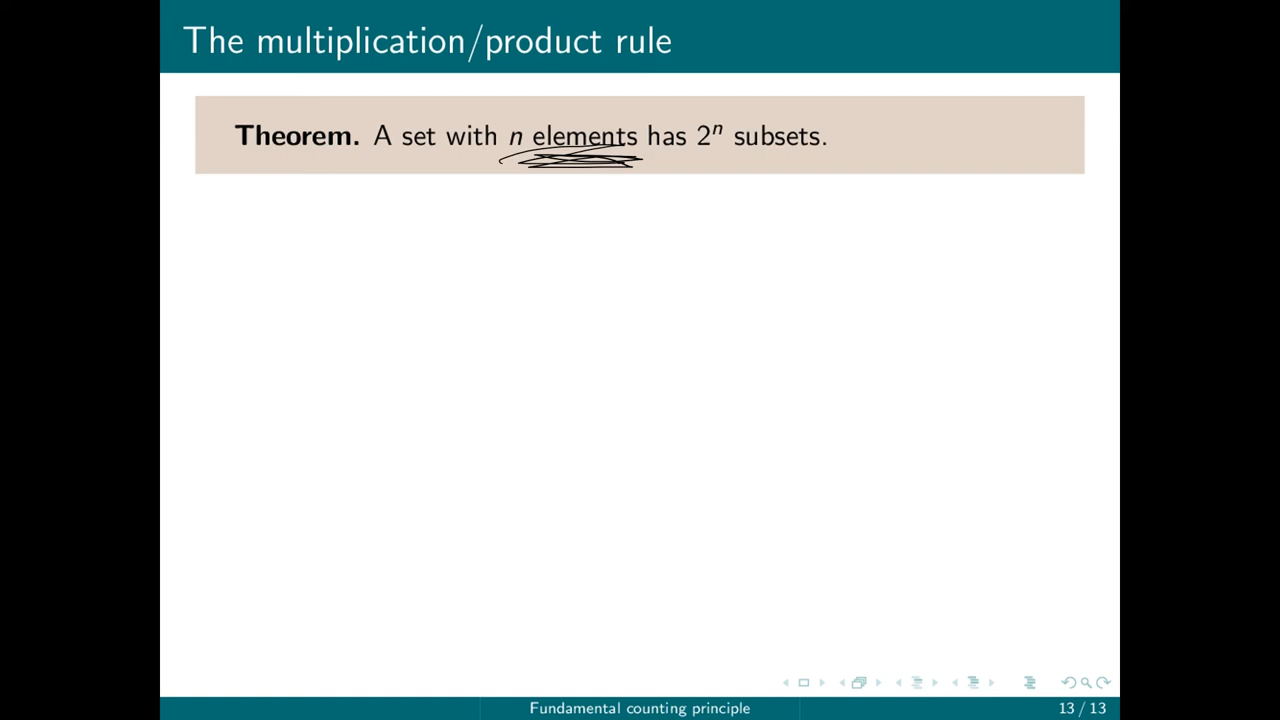 The multiplication/product rule
Theorem. A set with n elements has 2ⁿ subsets.
Fundamental counting principle
13 / 13